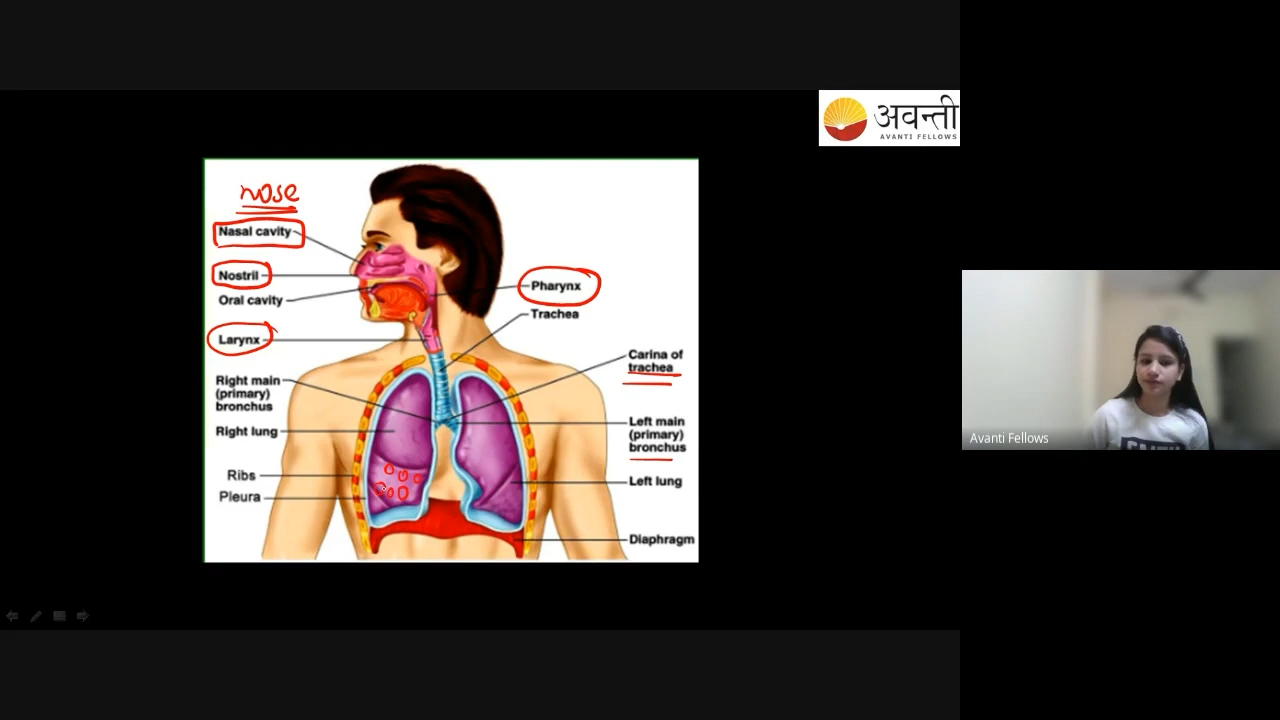 अवन्ती
AVANTI FELLOWS
nose
Nasal cavity
Nostril
Oral cavity
Larynx
Right main
(primary)
bronchus
Right lung
Ribs
Pleura
Pharynx
Trachea
Carina of
trachea
Left main
(primary)
bronchus
Left lung
Diaphragm
Avanti Fellows